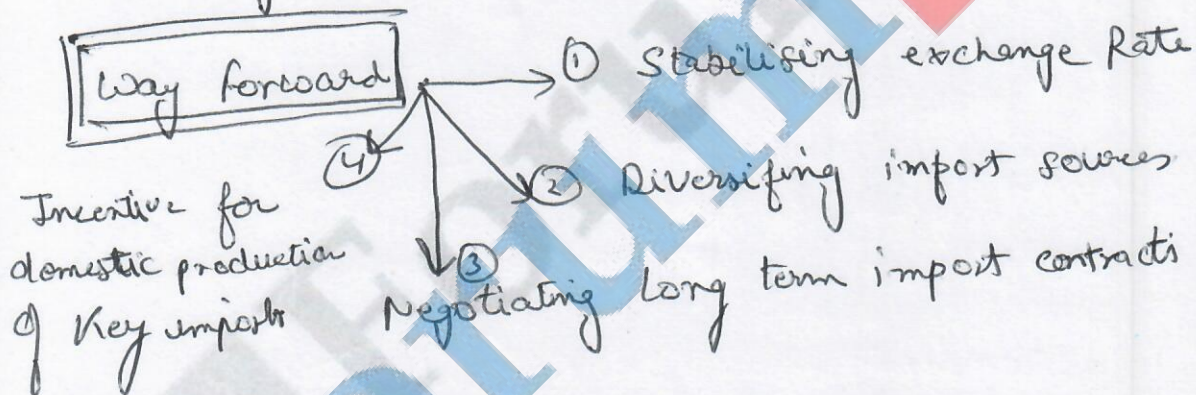 Way forward
① Stabilising exchange Rate
② Diversifing import sources
③
Negotiating long term import contracts
④
Incentive for
domestic production
of Key imports